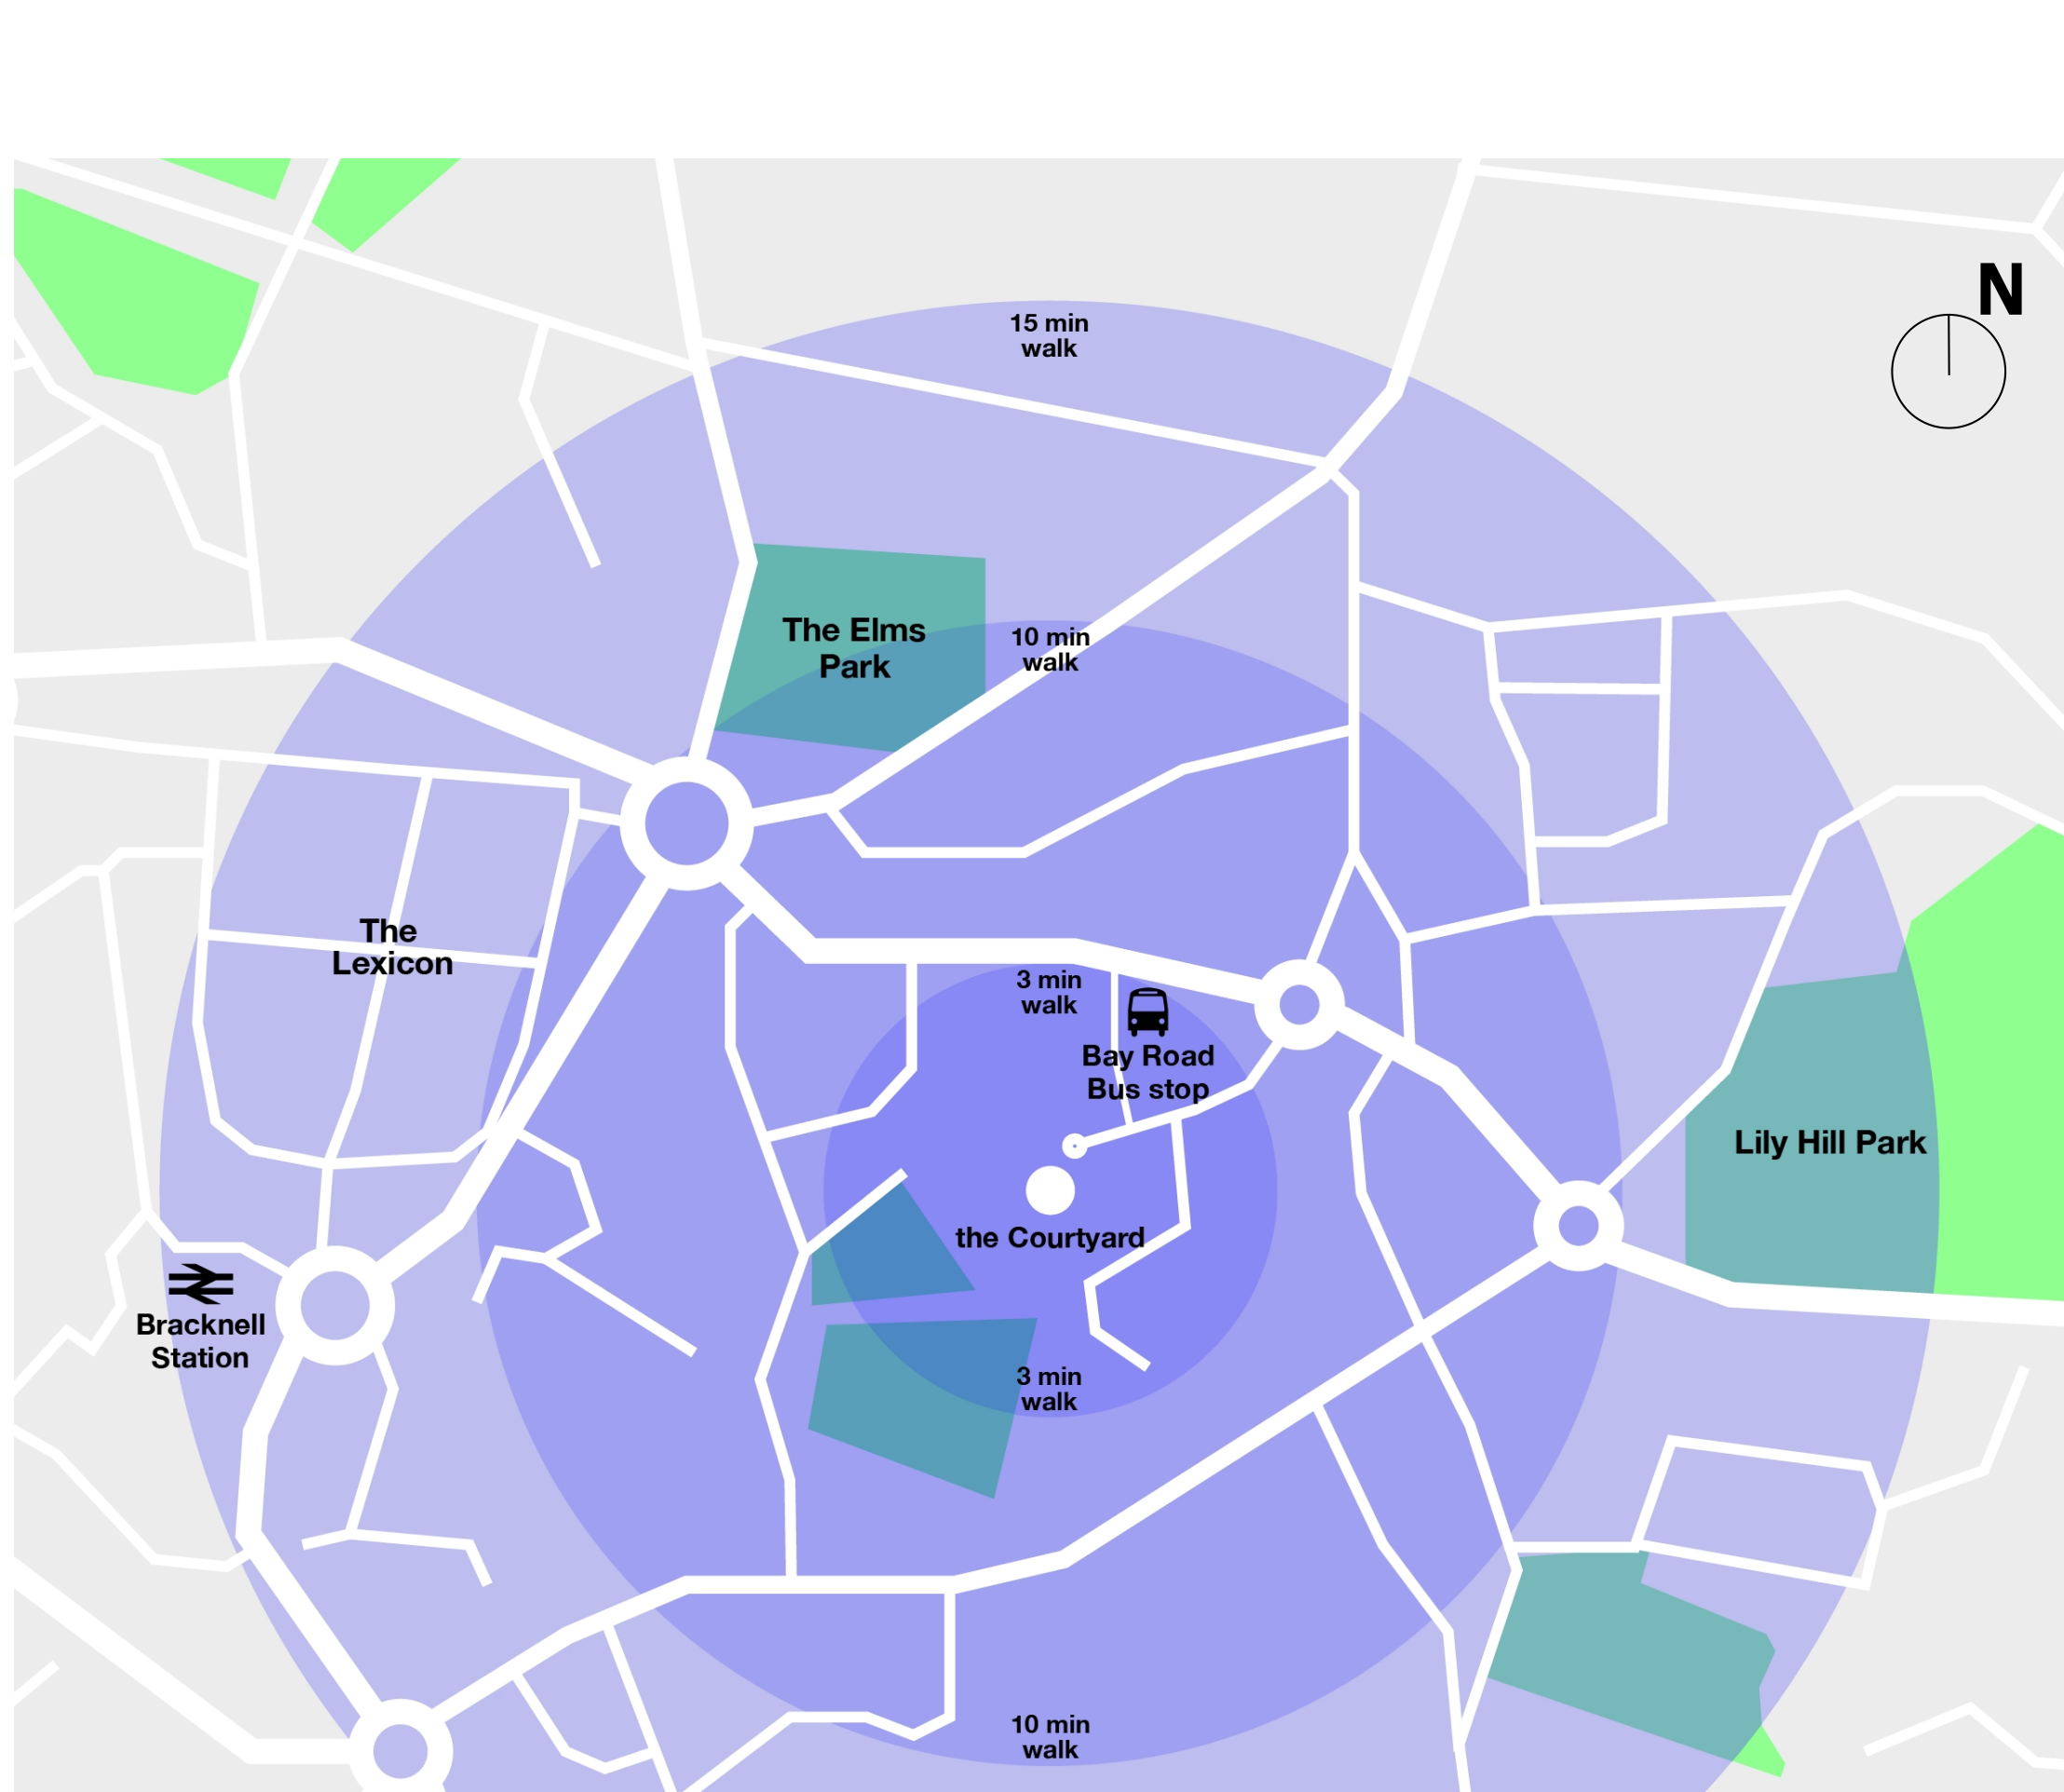 N
15 min
walk
The Elms
Park
10 min
walk
The
Lexicon
3 min
walk
Bay Road
Bus stop
Lily Hill Park
the Courtyard
Bracknell
Station
3 min
walk
10 min
walk